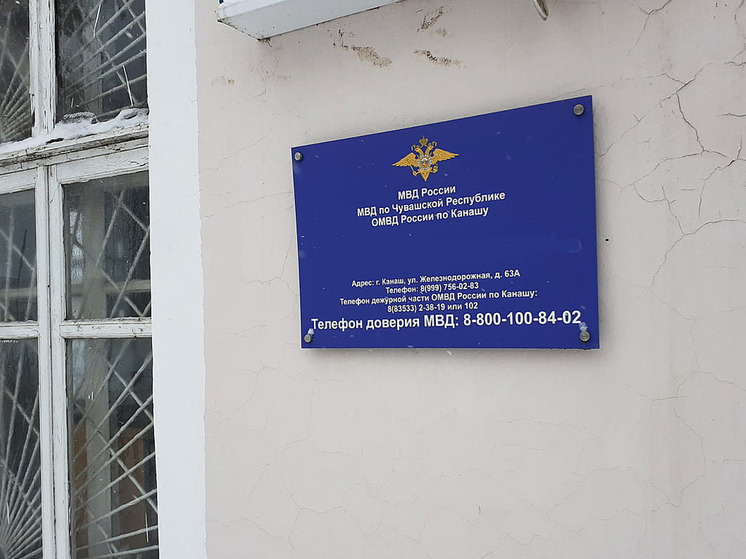 МВД России
МВД по Чувашской Республике
ОМВД России по Канашу
Адрес: г. Канаш, ул. Железнодорожная, д. 63А
Телефон: 8(999) 756-02-83
Телефон дежурной части ОМВД России по Канашу:
8(83533) 2-38-19 или 102
Телефон доверия МВД: 8-800-100-84-02